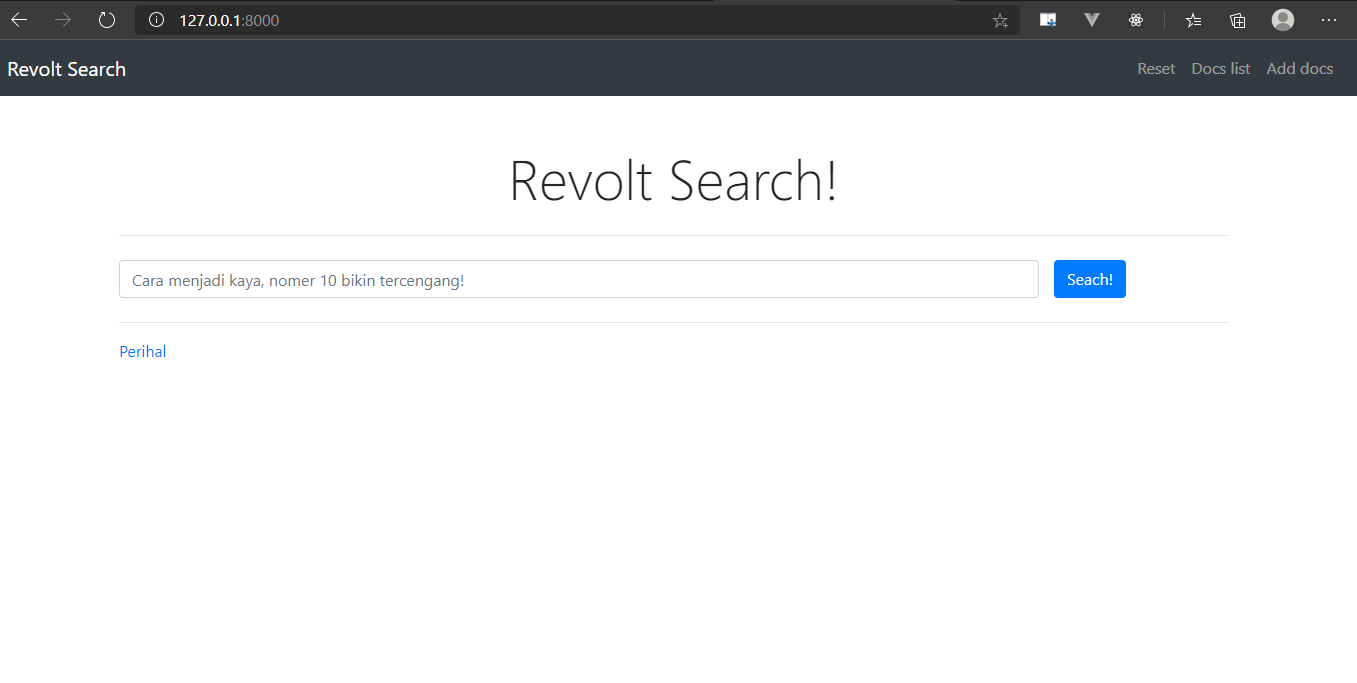 127.0.0.1:8000
Revolt Search Reset Docs list Add docs
Revolt Search!
Cara menjadi kaya, nomer 10 bikin tercengang! Seach!
Perihal